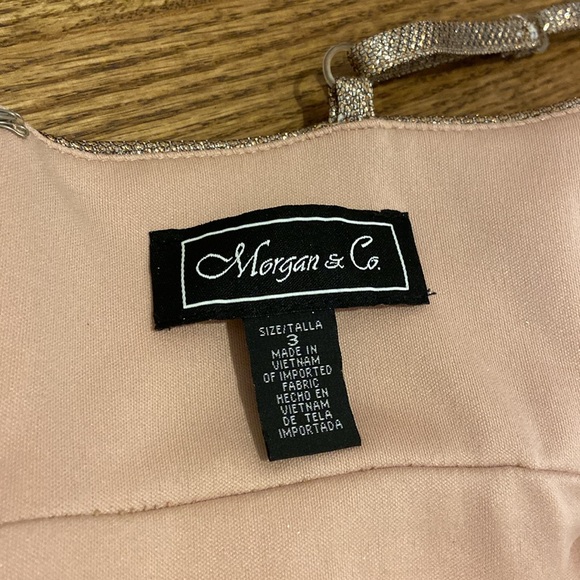 Morgan & Co.
SIZE/TALLA
3
MADE IN
VIETNAM
OF IMPORTED
FABRIC
HECHO EN
VIETNAM
DE TELA
IMPORTADA